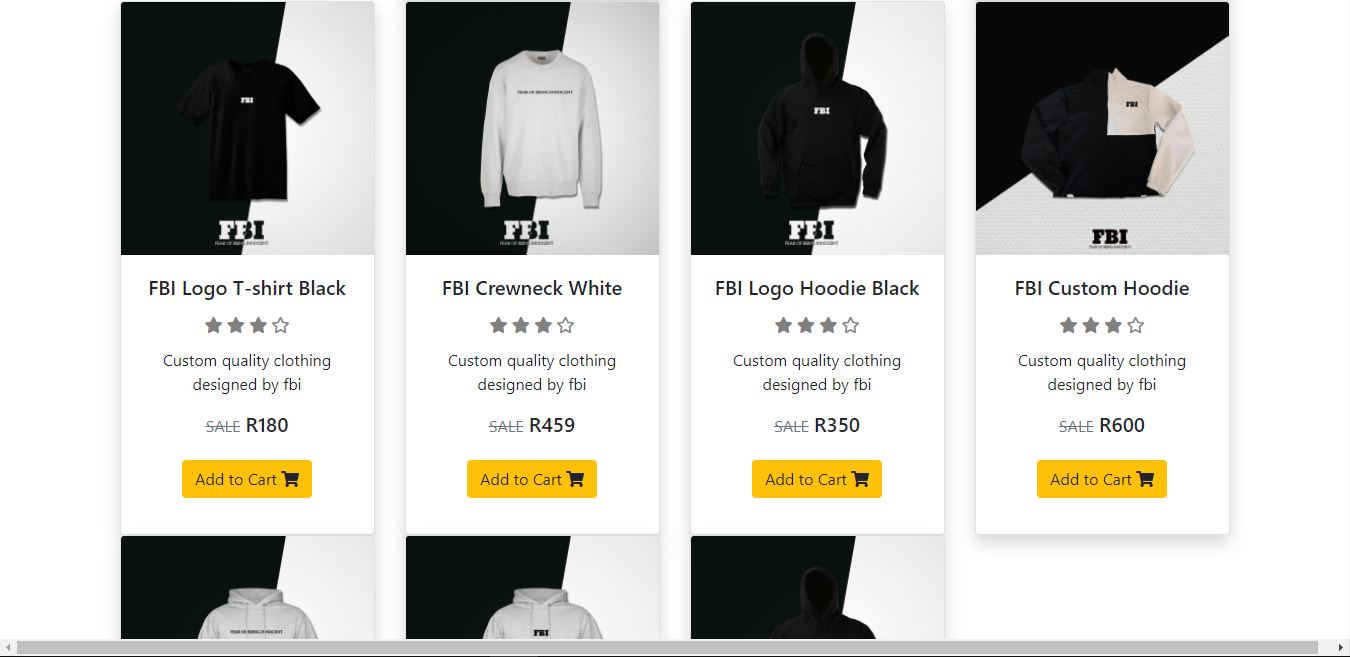 FBI
FBI
FEAR OF BEING INNOCENT
FBI
FEAR OF BEING INNOCENT
FBI
FEAR OF BEING INNOCENT
FBI
FBI
FEAR OF BEING INNOCENT
FBI
FBI
FEAR OF BEING INNOCENT
FBI Logo T-shirt Black
Custom quality clothing
designed by fbi
SALE R180
Add to Cart
FBI Crewneck White
Custom quality clothing
designed by fbi
SALE R459
Add to Cart
FBI Logo Hoodie Black
Custom quality clothing
designed by fbi
SALE R350
Add to Cart
FBI Custom Hoodie
Custom quality clothing
designed by fbi
SALE R600
Add to Cart
FEAR OF BEING INNOCENT
FBI